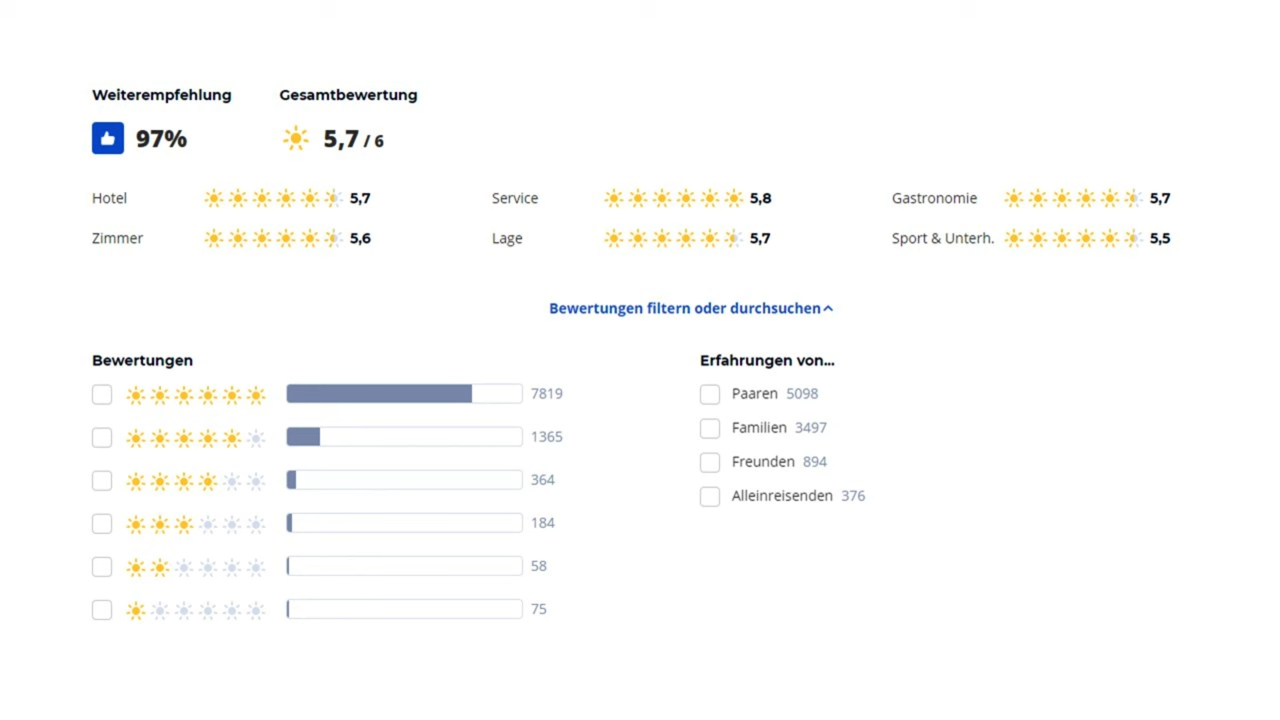 Weiterempfehlung Gesamtbewertung
97% 5,7 / 6
Hotel 5,7 Service 5,8 Gastronomie 5,7
Zimmer 5,6 Lage 5,7 Sport & Unterh. 5,5
Bewertungen filtern oder durchsuchen
Bewertungen
7819
1365
364
184
58
75
Erfahrungen von...
Paaren 5098
Familien 3497
Freunden 894
Alleinreisenden 376